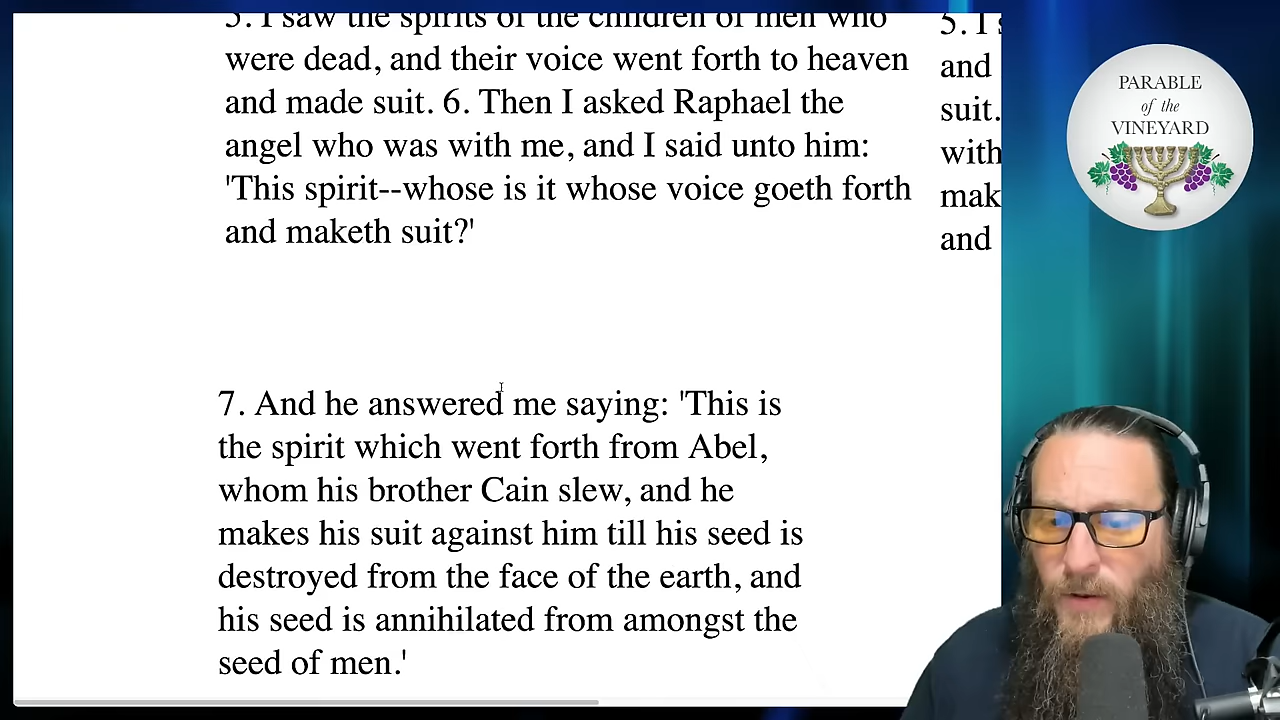 5. I saw the spirits of the children of men who
were dead, and their voice went forth to heaven
and made suit. 6. Then I asked Raphael the
angel who was with me, and I said unto him:
'This spirit--whose is it whose voice goeth forth
and maketh suit?'
7. And he answered me saying: 'This is
the spirit which went forth from Abel,
whom his brother Cain slew, and he
makes his suit against him till his seed is
destroyed from the face of the earth, and
his seed is annihilated from amongst the
seed of men.'
5. I
and
suit.
with
mak
and
PARABLE
of the
VINEYARD